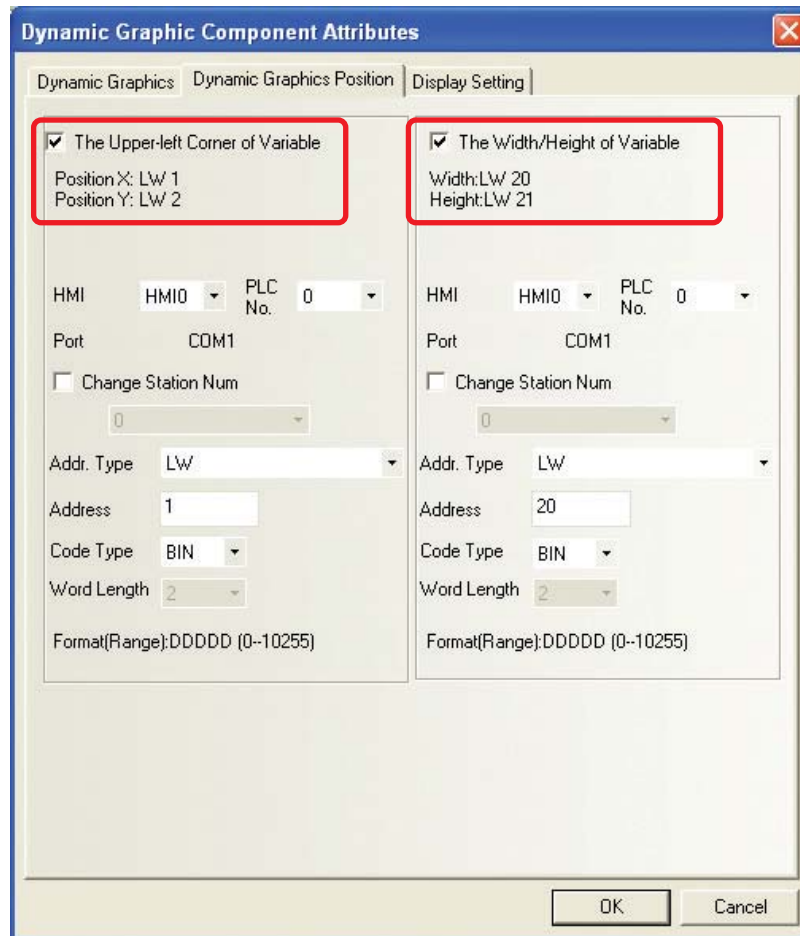 Dynamic Graphic Component Attributes
Dynamic Graphics Dynamic Graphics Position Display Setting
The Upper-left Corner of Variable
Position X: LW 1
Position Y: LW 2
HMI HMI0 PLC No. 0
Port COM1
Change Station Num
0
Addr. Type LW
Address 1
Code Type BIN
Word Length 2
Format(Range):DDDDD (0--10255)
The Width/Height of Variable
Width:LW 20
Height:LW 21
HMI HMI0 PLC No. 0
Port COM1
Change Station Num
0
Addr. Type LW
Address 20
Code Type BIN
Word Length 2
Format(Range):DDDDD (0--10255)
OK Cancel